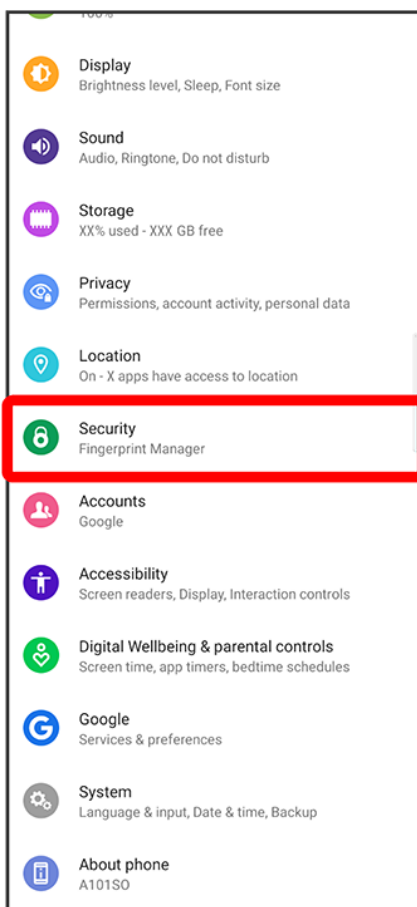 100%
Display
Brightness level, Sleep, Font size
Sound
Audio, Ringtone, Do not disturb
Storage
XX% used - XXX GB free
Privacy
Permissions, account activity, personal data
Location
On - X apps have access to location
Security
Fingerprint Manager
Accounts
Google
Accessibility
Screen readers, Display, Interaction controls
Digital Wellbeing & parental controls
Screen time, app timers, bedtime schedules
Google
Services & preferences
System
Language & input, Date & time, Backup
About phone
A101SO